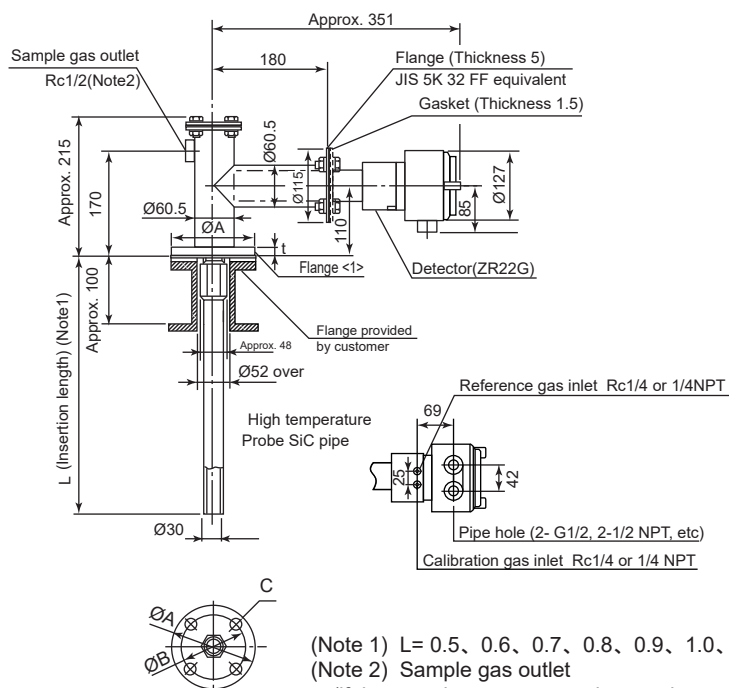 Approx. 351
Sample gas outlet
Rc1/2(Note2)
180
Flange (Thickness 5)
JIS 5K 32 FF equivalent
Gasket (Thickness 1.5)
Approx. 215
170
Ø60.5
Ø115
Ø60.5
ØA
110
t
85
Ø127
Flange <1>
Detector(ZR22G)
L (Insertion length) (Note1)
Approx. 100
Flange provided
by customer
Approx. 48
Ø52 over
High temperature
Probe SiC pipe
Ø30
Reference gas inlet Rc1/4 or 1/4NPT
69
25
42
Pipe hole (2- G1/2, 2-1/2 NPT, etc)
Calibration gas inlet Rc1/4 or 1/4 NPT
C
ØA
ØB
(Note 1) L= 0.5、0.6、0.7、0.8、0.9、1.0、
(Note 2) Sample gas outlet